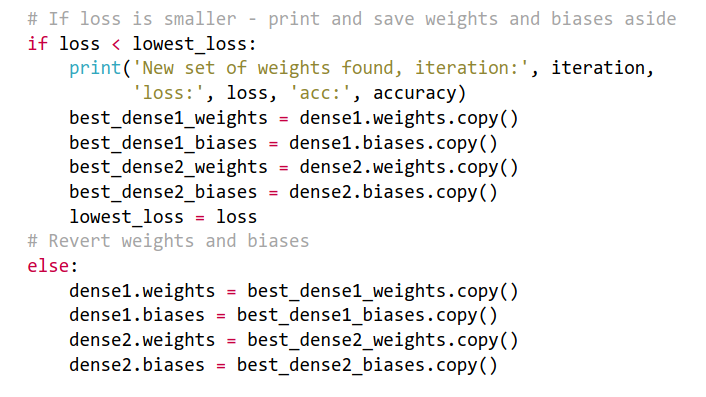 # If loss is smaller - print and save weights and biases aside
if loss < lowest_loss:
    print('New set of weights found, iteration:', iteration,
          'loss:', loss, 'acc:', accuracy)
    best_dense1_weights = dense1.weights.copy()
    best_dense1_biases = dense1.biases.copy()
    best_dense2_weights = dense2.weights.copy()
    best_dense2_biases = dense2.biases.copy()
    lowest_loss = loss
# Revert weights and biases
else:
    dense1.weights = best_dense1_weights.copy()
    dense1.biases = best_dense1_biases.copy()
    dense2.weights = best_dense2_weights.copy()
    dense2.biases = best_dense2_biases.copy()